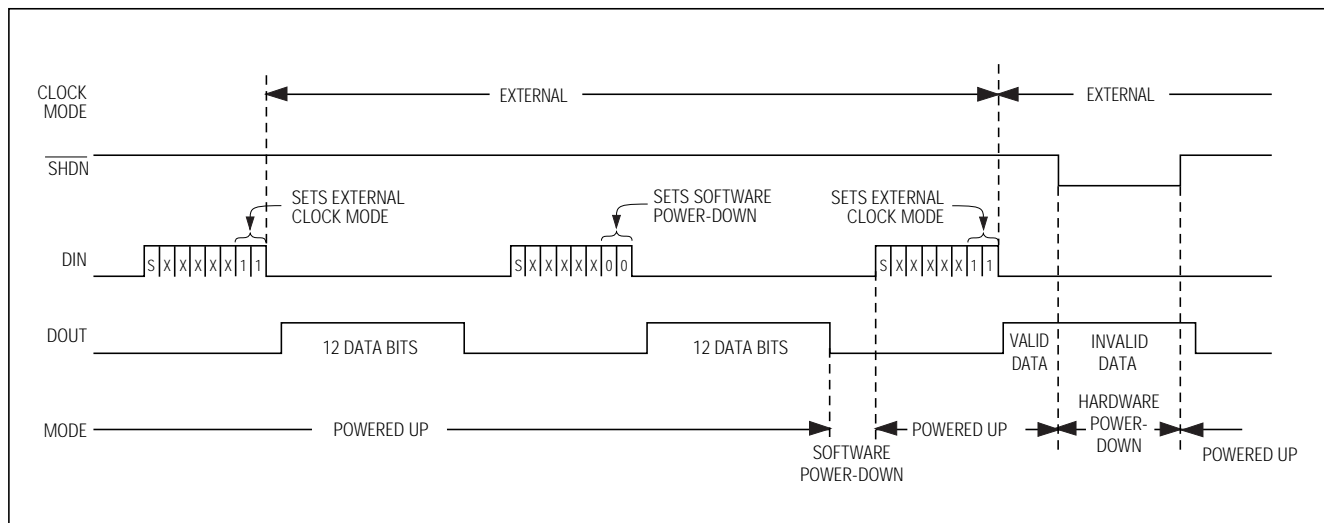 CLOCK
MODE
EXTERNAL
EXTERNAL
SHDN
SETS EXTERNAL
CLOCK MODE
SETS SOFTWARE
POWER-DOWN
SETS EXTERNAL
CLOCK MODE
DIN
S X X X X X 1 1
S X X X X X 0 0
S X X X X X 1 1
DOUT
12 DATA BITS
12 DATA BITS
VALID
DATA
INVALID
DATA
MODE
POWERED UP
SOFTWARE
POWER-DOWN
POWERED UP
HARDWARE
POWER-
DOWN
POWERED UP